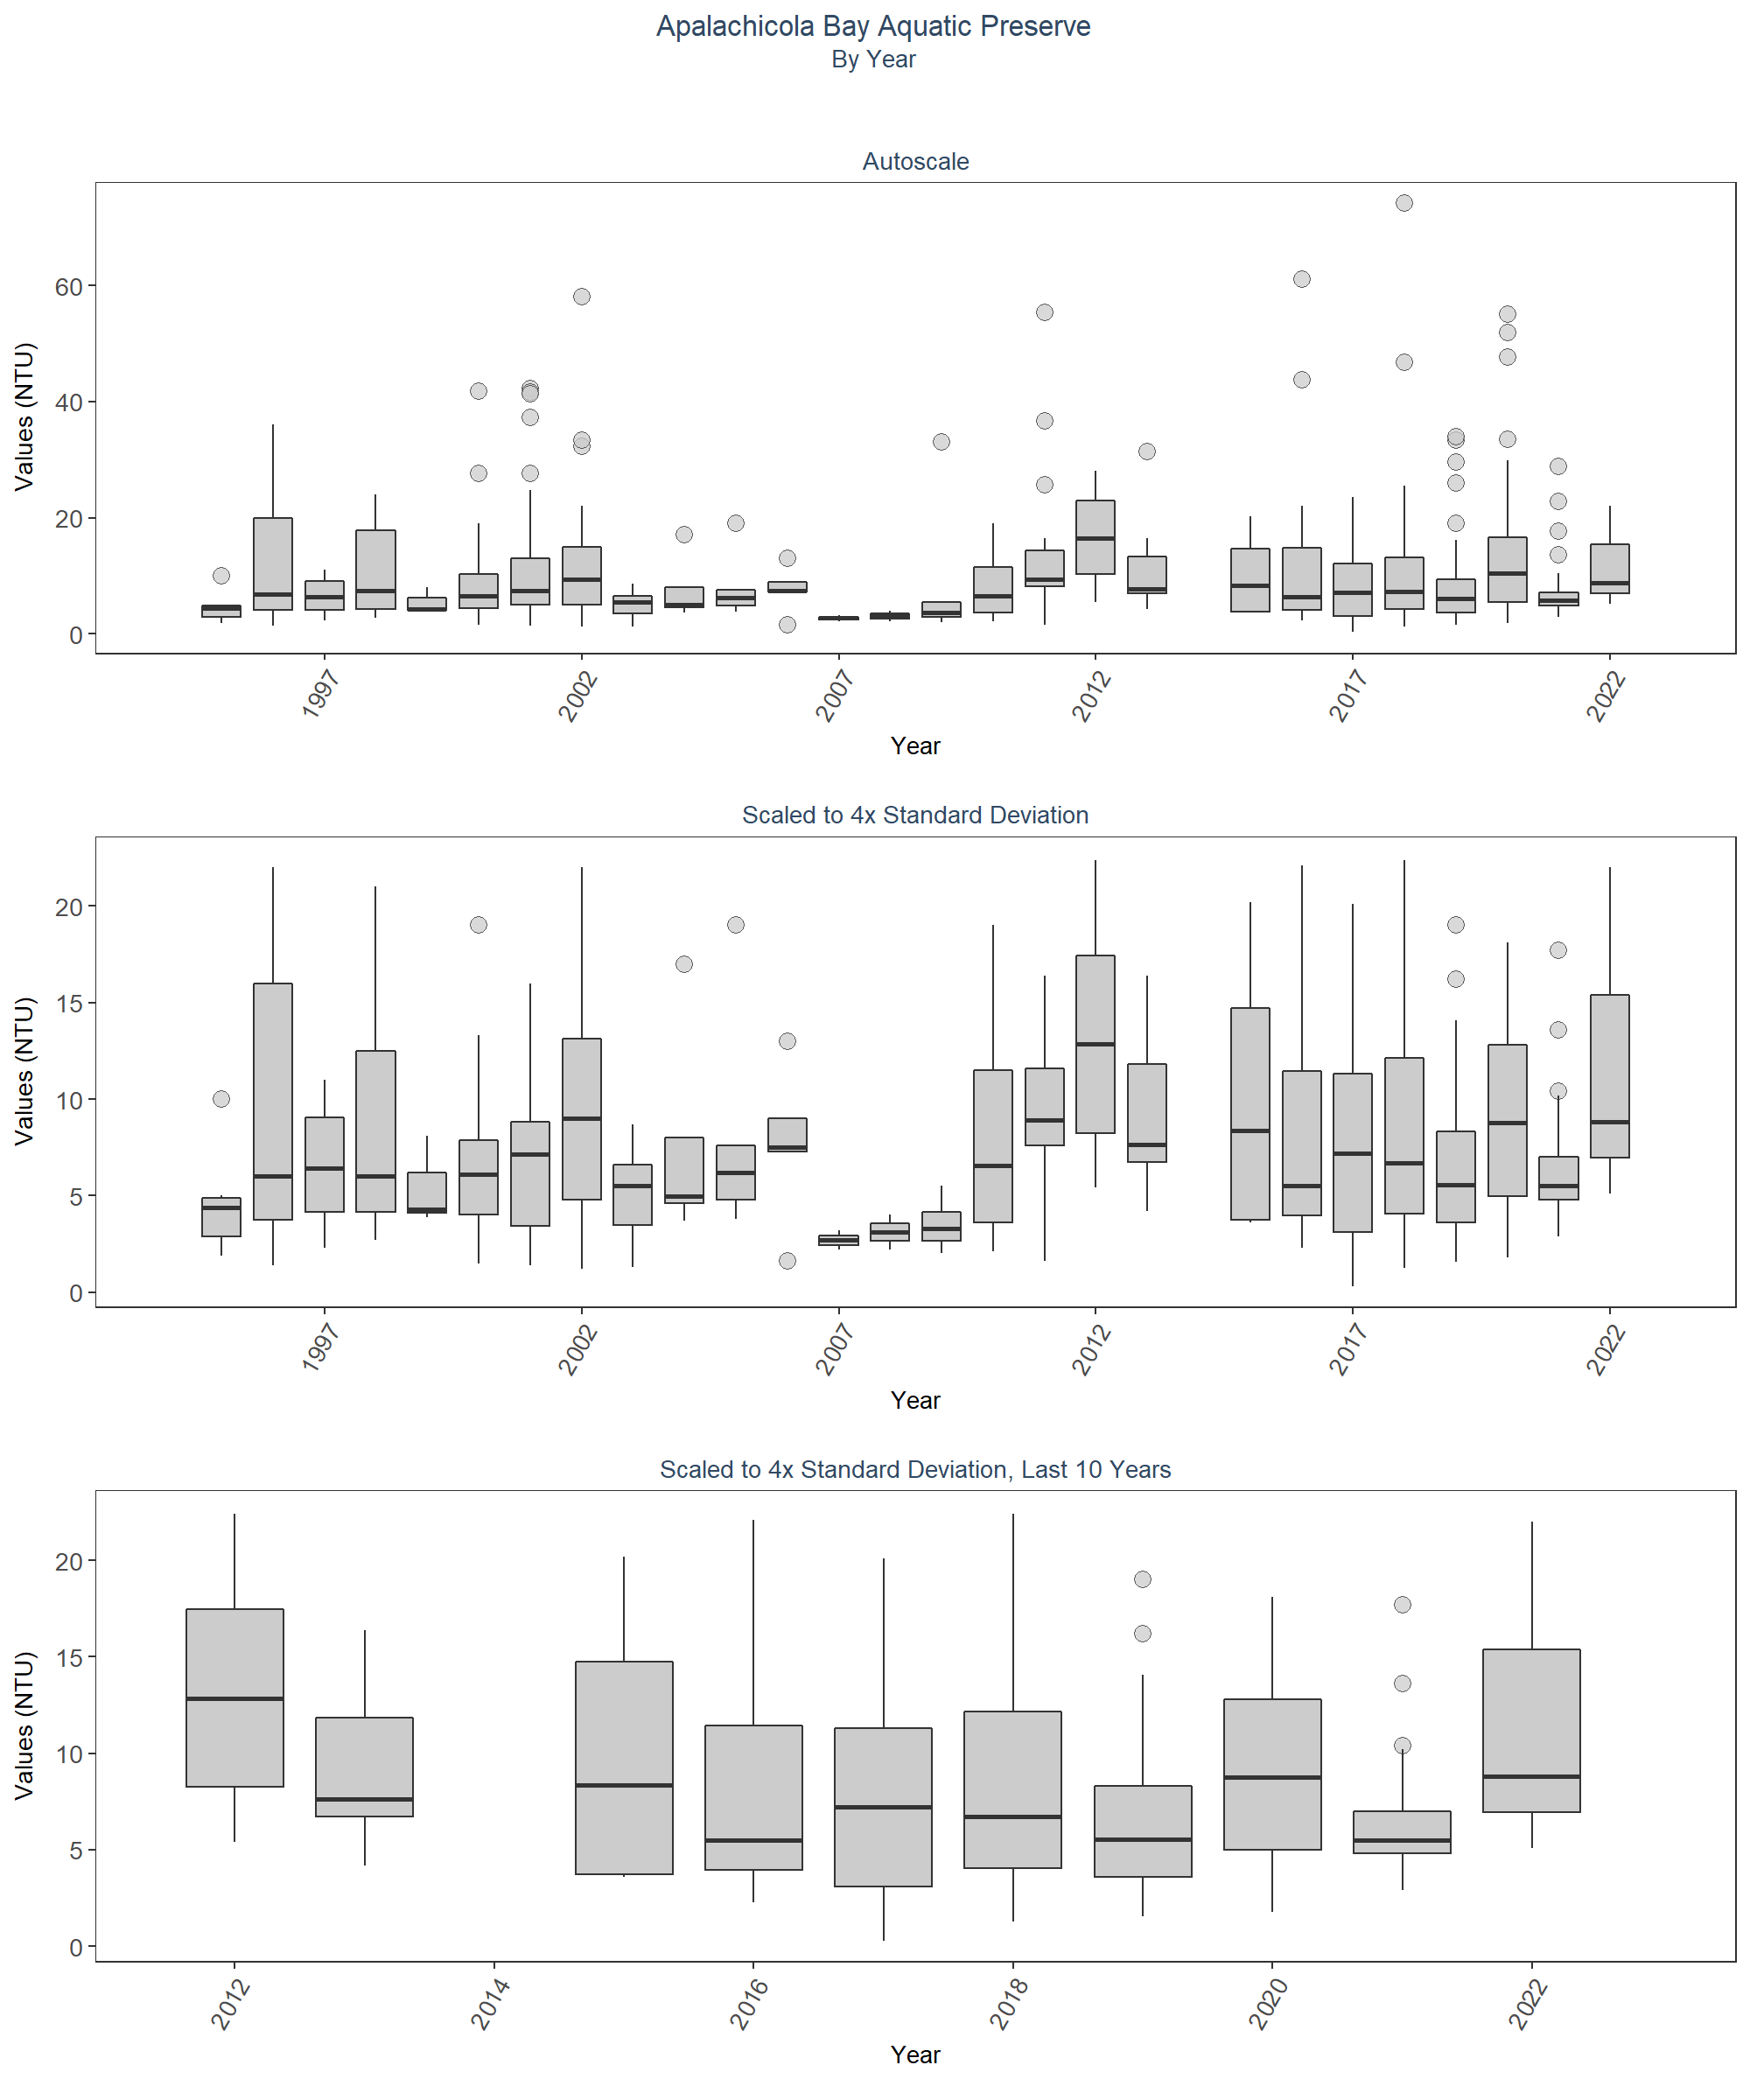 Apalachicola Bay Aquatic Preserve
By Year
Autoscale
Values (NTU)
60
40
20
0
1997 2002 2007 2012 2017 2022
Year
Scaled to 4x Standard Deviation
Values (NTU)
20
15
10
5
0
1997 2002 2007 2012 2017 2022
Year
Scaled to 4x Standard Deviation, Last 10 Years
Values (NTU)
20
15
10
5
0
2012 2014 2016 2018 2020 2022
Year